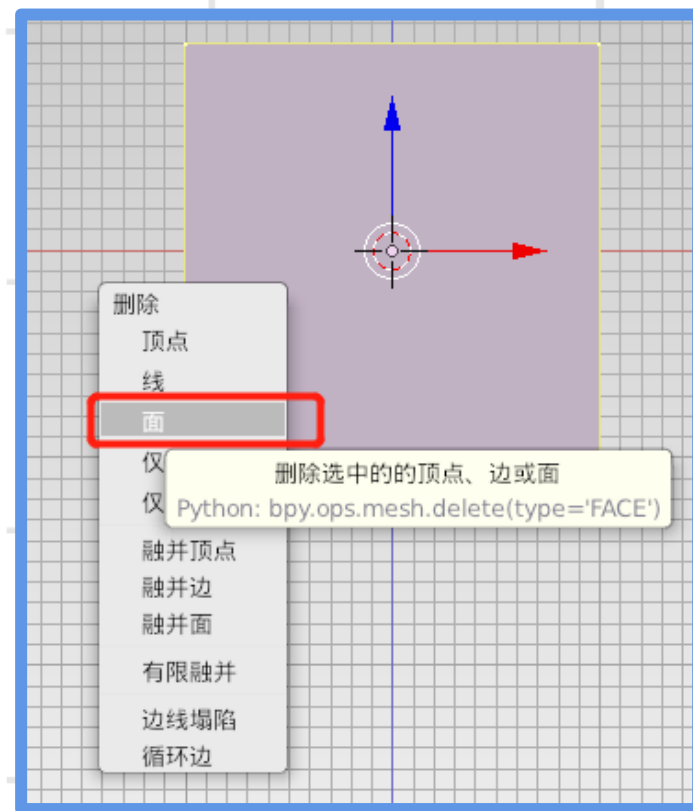 删除
顶点
线
面
仅
仅
删除选中的的顶点、边或面
Python: bpy.ops.mesh.delete(type='FACE')
融并顶点
融并边
融并面
有限融并
边线塌陷
循环边